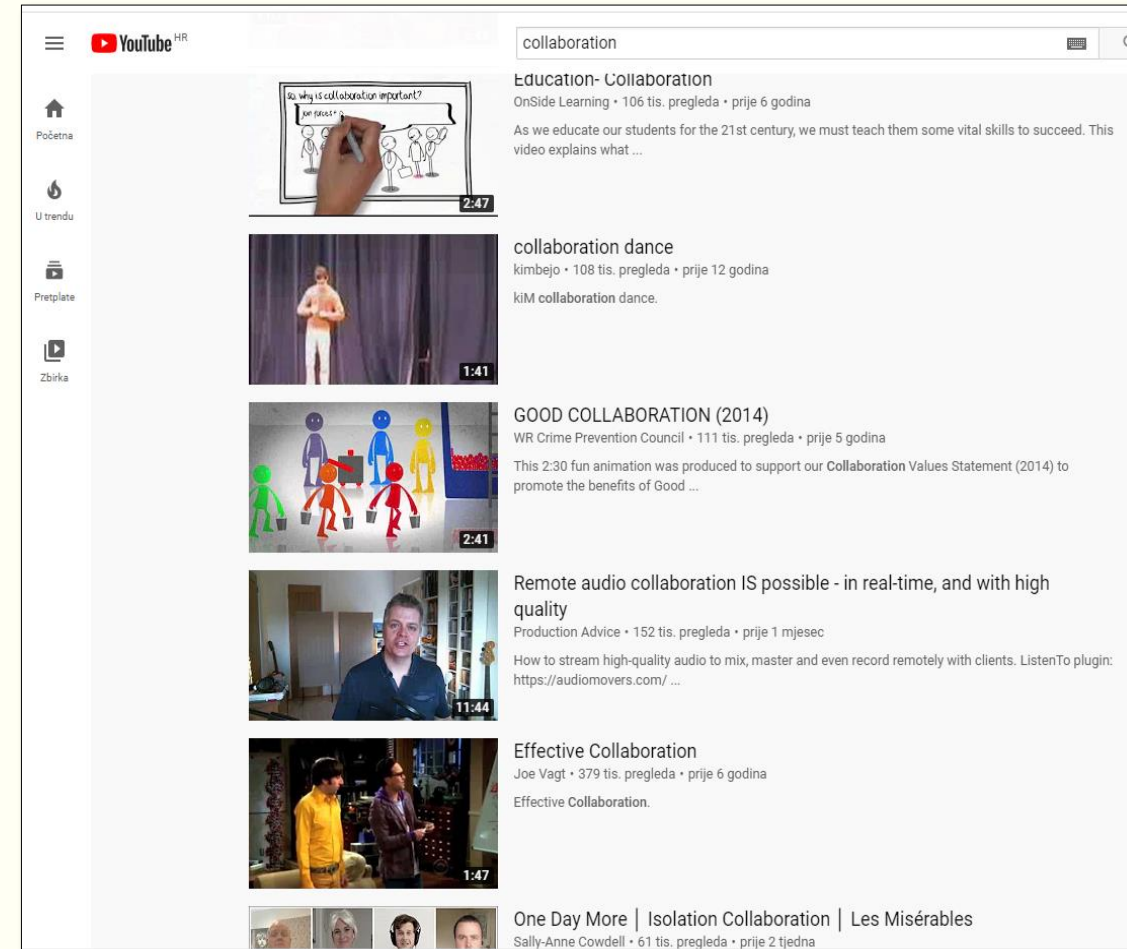 YouTube HR
collaboration
Početna
U trendu
Pretplate
Zbirka
so, why is collaboration important?
join forces +
2:47
Education- Collaboration
OnSide Learning • 106 tis. pregleda • prije 6 godina
As we educate our students for the 21st century, we must teach them some vital skills to succeed. This
video explains what ...
1:41
collaboration dance
kimbejo • 108 tis. pregleda • prije 12 godina
kiM collaboration dance.
2:41
GOOD COLLABORATION (2014)
WR Crime Prevention Council • 111 tis. pregleda • prije 5 godina
This 2:30 fun animation was produced to support our Collaboration Values Statement (2014) to
promote the benefits of Good ...
11:44
Remote audio collaboration IS possible - in real-time, and with high
quality
Production Advice • 152 tis. pregleda • prije 1 mjesec
How to stream high-quality audio to mix, master and even record remotely with clients. ListenTo plugin:
https://audiomovers.com/ ...
1:47
Effective Collaboration
Joe Vagt • 379 tis. pregleda • prije 6 godina
Effective Collaboration.
One Day More │ Isolation Collaboration │ Les Misérables
Sally-Anne Cowdell • 61 tis. pregleda • prije 2 tjedna